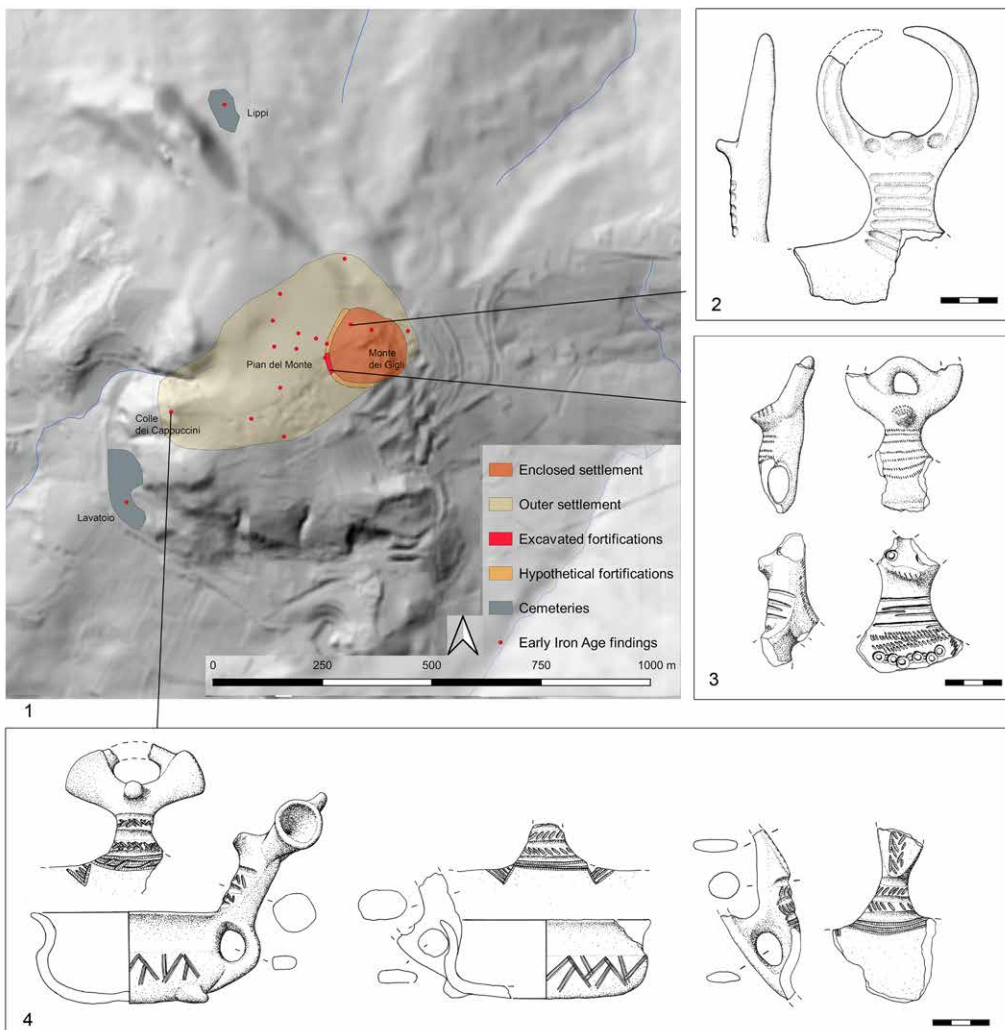 Lippi
Pian del Monte
Monte
dei Gigli
Colle
dei Cappuccini
Lavatoio
Enclosed settlement
Outer settlement
Excavated fortifications
Hypothetical fortifications
Cemeteries
Early Iron Age findings
0 250 500 750 1000 m
1
2
3
4